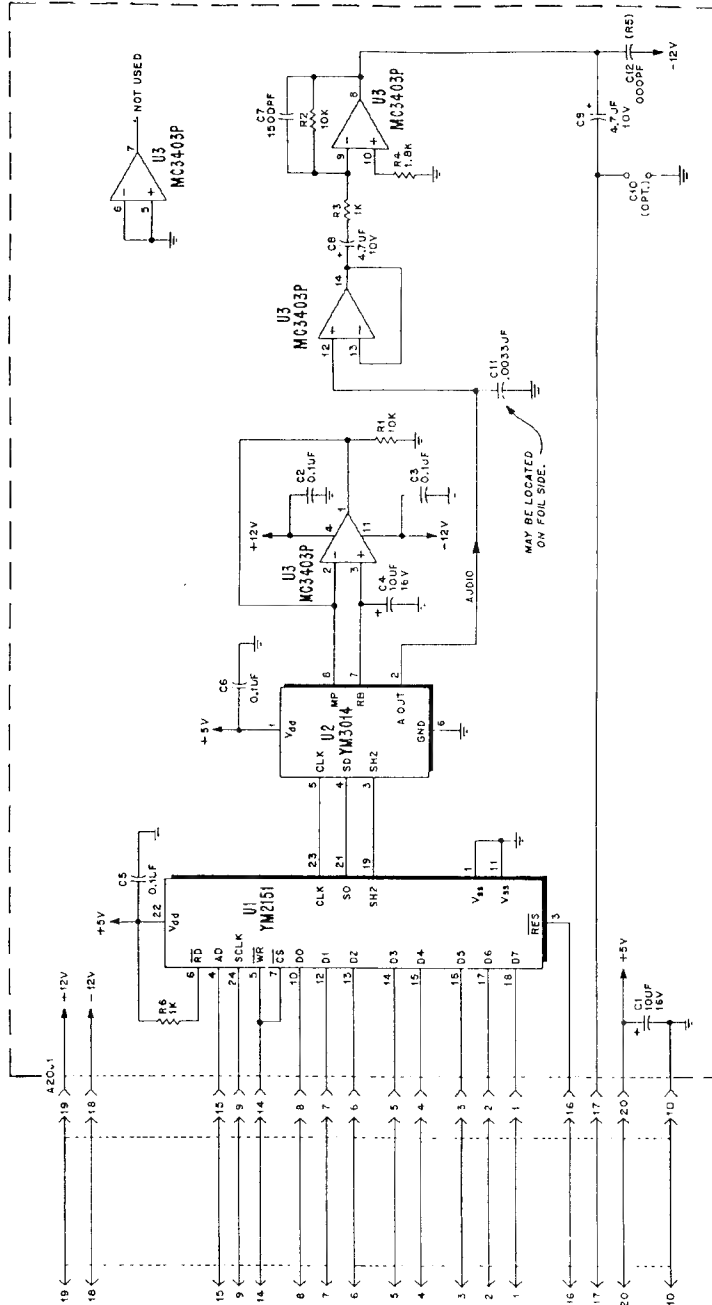 NOT USED
7
6
5
-
+
U3
MC3403P
C7
1500PF
R2
10K
8
U3
MC3403P
9
10
-
+
R4
1.8K
R3
1K
C8
+
4.7UF
10V
14
U3
MC3403P
12
13
+
-
C9
+
4.7UF
10V
C12 (R5)
000PF
-12V
C10
(OPT.)
C11
.0033UF
MAY BE LOCATED
ON FOIL SIDE.
AUDIO
R1
10K
C2
0.1UF
C3
0.1UF
+12V
4
1
11
-12V
U3
MC3403P
2
3
-
+
C4
+
10UF
16V
C6
0.1UF
+5V
1
Vdd
U2
YM3014
MP
8
RB
7
A OUT
2
GND
6
CLK
5
SD
4
SH2
3
C5
0.1UF
+5V
22
Vdd
U1
YM2151
CLK
23
SO
21
SH2
19
Vss
1
Vss
11
RES
3
R6
1K
6
RD
4
AD
24
SCLK
5
WR
7
CS
10
D0
12
D1
13
D2
14
D3
15
D4
16
D5
17
D6
18
D7
+5V
C1
+
10UF
16V
A20J1
+12V
-12V
19
18
15
9
14
8
7
6
5
4
3
2
1
16
17
20
10
19
18
15
9
14
8
7
6
5
4
3
2
1
16
17
20
10